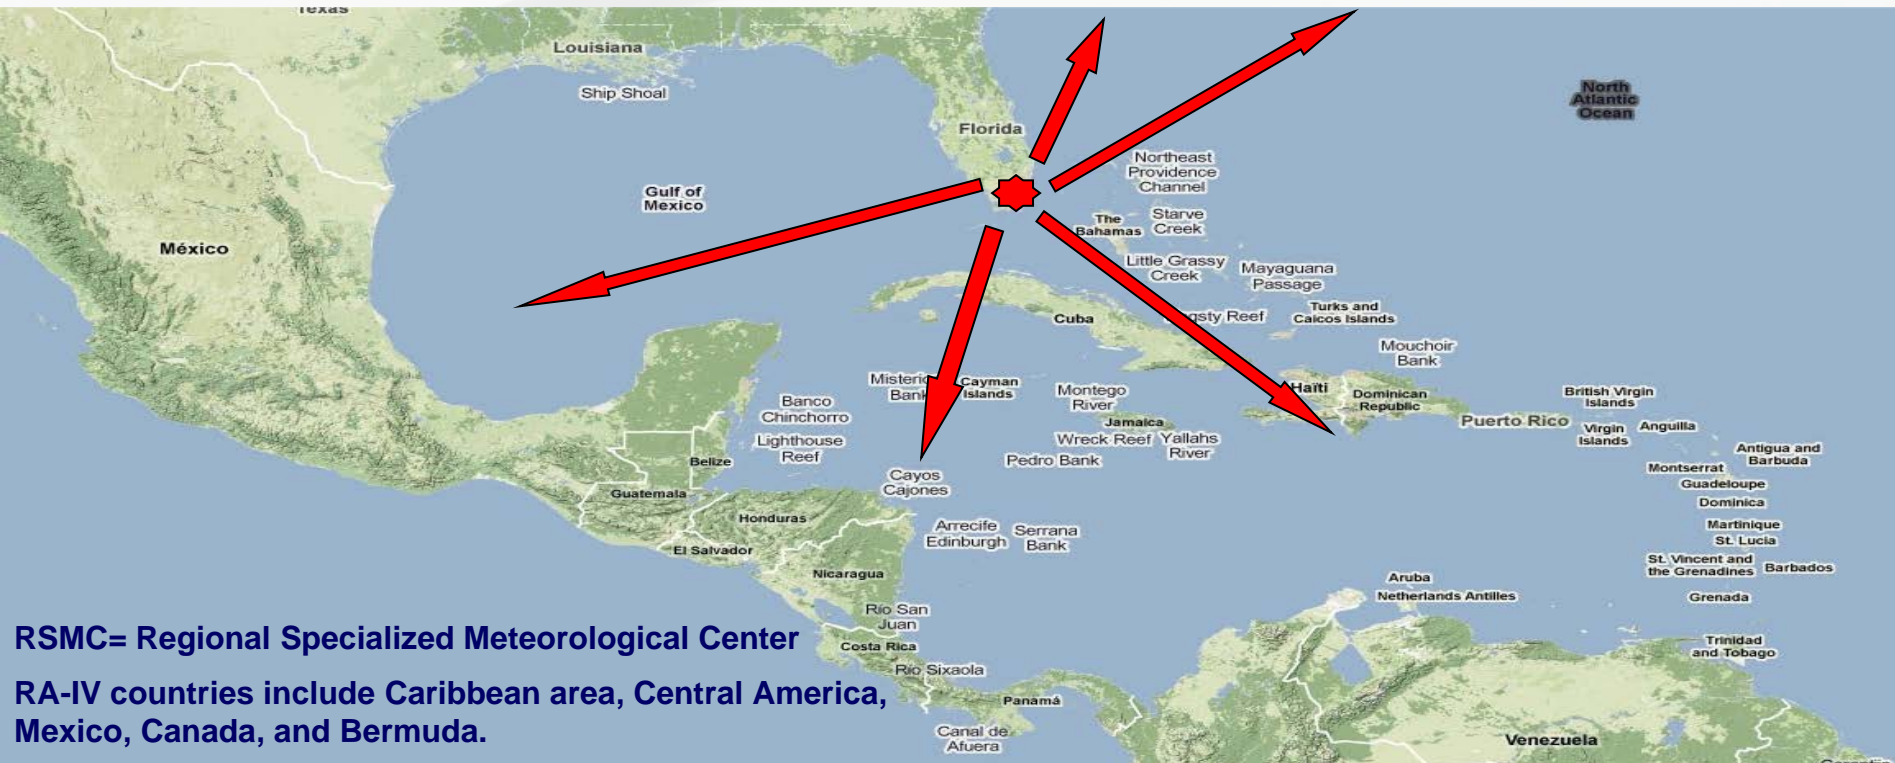 Texas
Louisiana
Ship Shoal
North
Atlantic
Ocean
Florida
Northeast
Providence
Channel
Gulf of
Mexico
The
Bahamas
Starve
Creek
México
Little Grassy
Creek
Mayaguana
Passage
Turks and
Caicos Islands
Cuba
gsty Reef
Mouchoir
Bank
Misterio
Bank
Cayman
Islands
Montego
River
Haïti
Dominican
Republic
British Virgin
Islands
Banco
Chinchorro
Jamaica
Puerto Rico
Virgin
Islands
Anguilla
Lighthouse
Reef
Wreck Reef
Yallahs
River
Pedro Bank
Belize
Antigua and
Barbuda
Montserrat
Guadeloupe
Cayos
Cajones
Guatemala
Dominica
Honduras
Martinique
Arrecife
Edinburgh
Serrana
Bank
St. Lucia
El Salvador
St. Vincent and
the Grenadines
Barbados
Nicaragua
Aruba
Netherlands Antilles
Grenada
Río San
Juan
RSMC= Regional Specialized Meteorological Center
Costa Rica
Trinidad
and Tobago
Río Sixaola
RA-IV countries include Caribbean area, Central America,
Mexico, Canada, and Bermuda.
Panamá
Canal de
Afuera
Venezuela